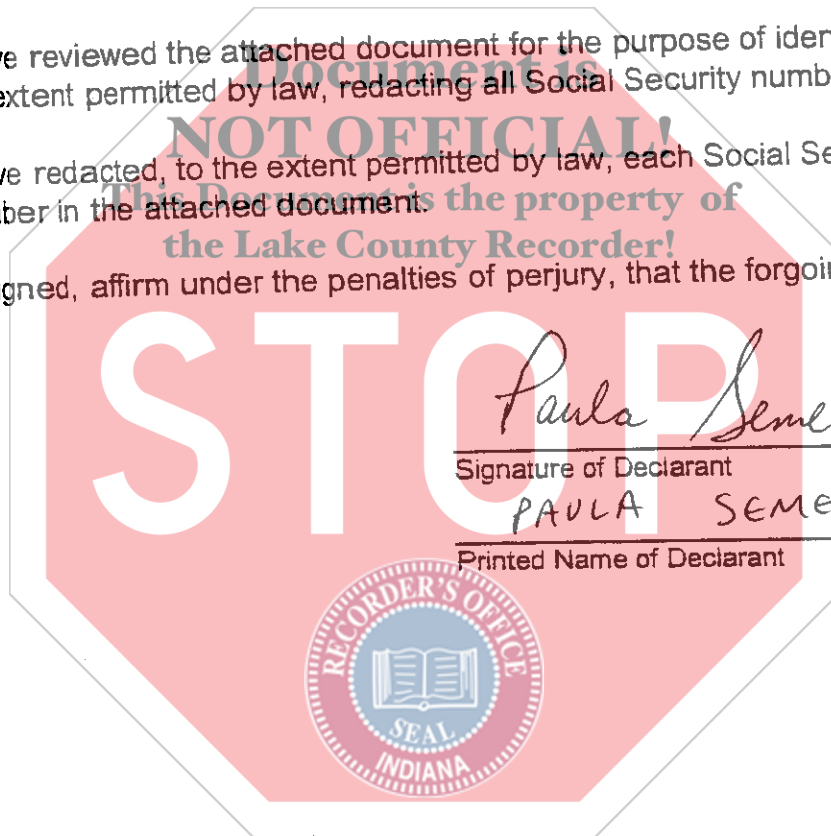 ve reviewed the attached document for the purpose of iden
Document is
extent permitted by law, redacting all Social Security numb
NOT OFFICIAL!
ve redacted, to the extent permitted by law, each Social Se
This Document is the property of
ber in the attached document.
the Lake County Recorder!
gned, affirm under the penalties of perjury, that the forgoin
STOP
Paula Seme
Signature of Declarant
PAULA SEME
Printed Name of Declarant
RECORDER'S OFFICE
SEAL
INDIANA